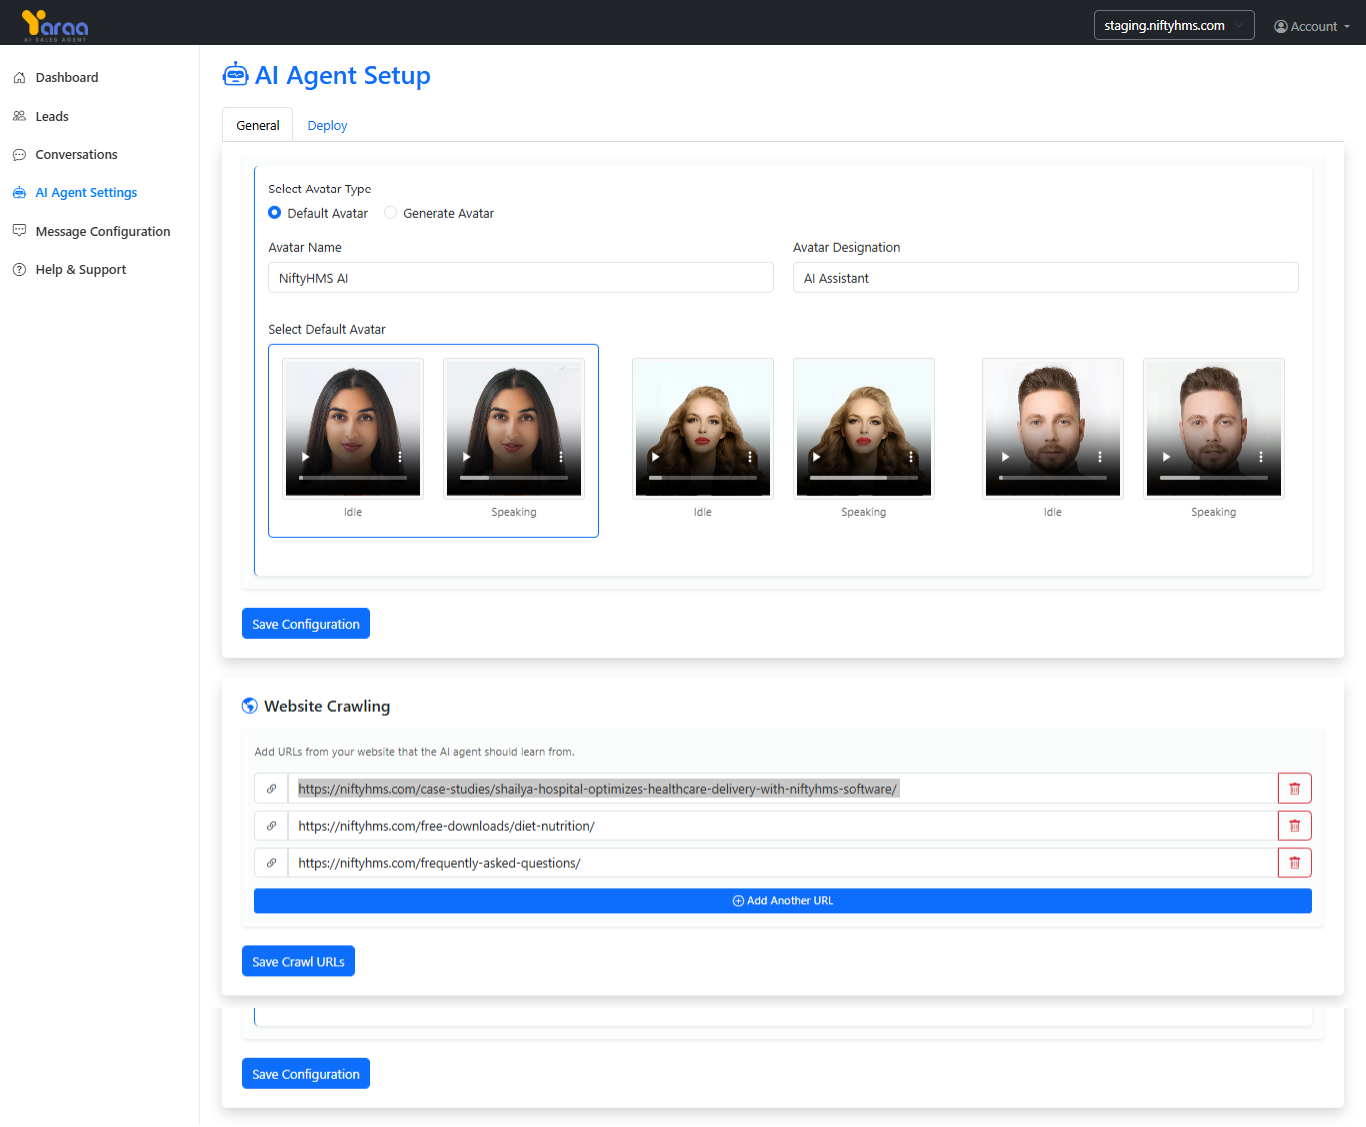 Yaraa
AI SALES AGENT
staging.niftyhms.com
Account
Dashboard
Leads
Conversations
AI Agent Settings
Message Configuration
Help & Support
AI Agent Setup
General
Deploy
Select Avatar Type
Default Avatar
Generate Avatar
Avatar Name
Avatar Designation
NiftyHMS AI
AI Assistant
Select Default Avatar
Idle
Speaking
Idle
Speaking
Idle
Speaking
Save Configuration
Website Crawling
Add URLs from your website that the AI agent should learn from.
https://niftyhms.com/case-studies/shailya-hospital-optimizes-healthcare-delivery-with-niftyhms-software/
https://niftyhms.com/free-downloads/diet-nutrition/
https://niftyhms.com/frequently-asked-questions/
Add Another URL
Save Crawl URLs
Save Configuration